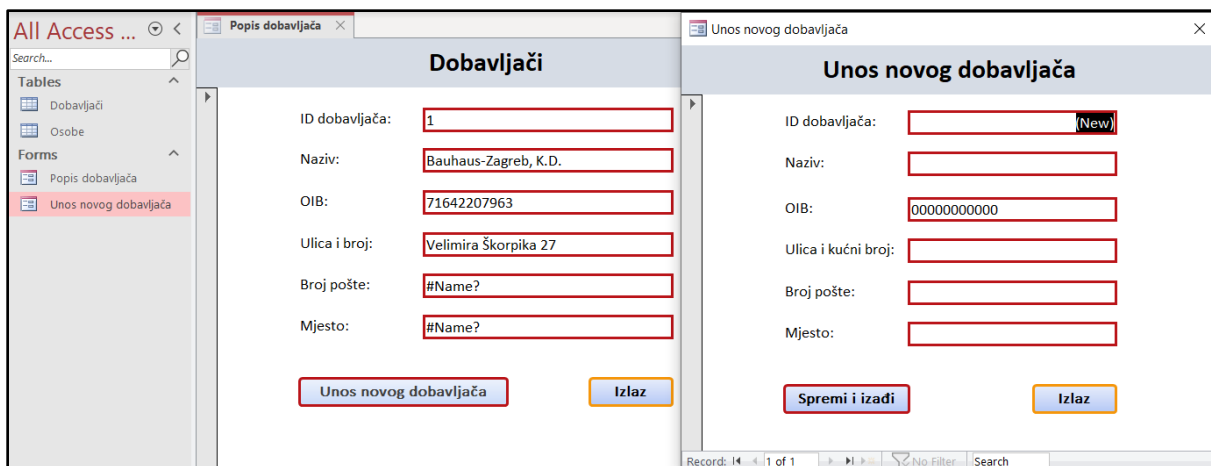 All Access ...
Search...
Tables
Dobavljači
Osobe
Forms
Popis dobavljača
Unos novog dobavljača
Popis dobavljača
Dobavljači
ID dobavljača: 1
Naziv: Bauhaus-Zagreb, K.D.
OIB: 71642207963
Ulica i broj: Velimira Škorpika 27
Broj pošte: #Name?
Mjesto: #Name?
Unos novog dobavljača Izlaz
Unos novog dobavljača
Unos novog dobavljača
ID dobavljača: (New)
Naziv:
OIB: 00000000000
Ulica i kućni broj:
Broj pošte:
Mjesto:
Spremi i izađi Izlaz
Record: 1 of 1 No Filter Search